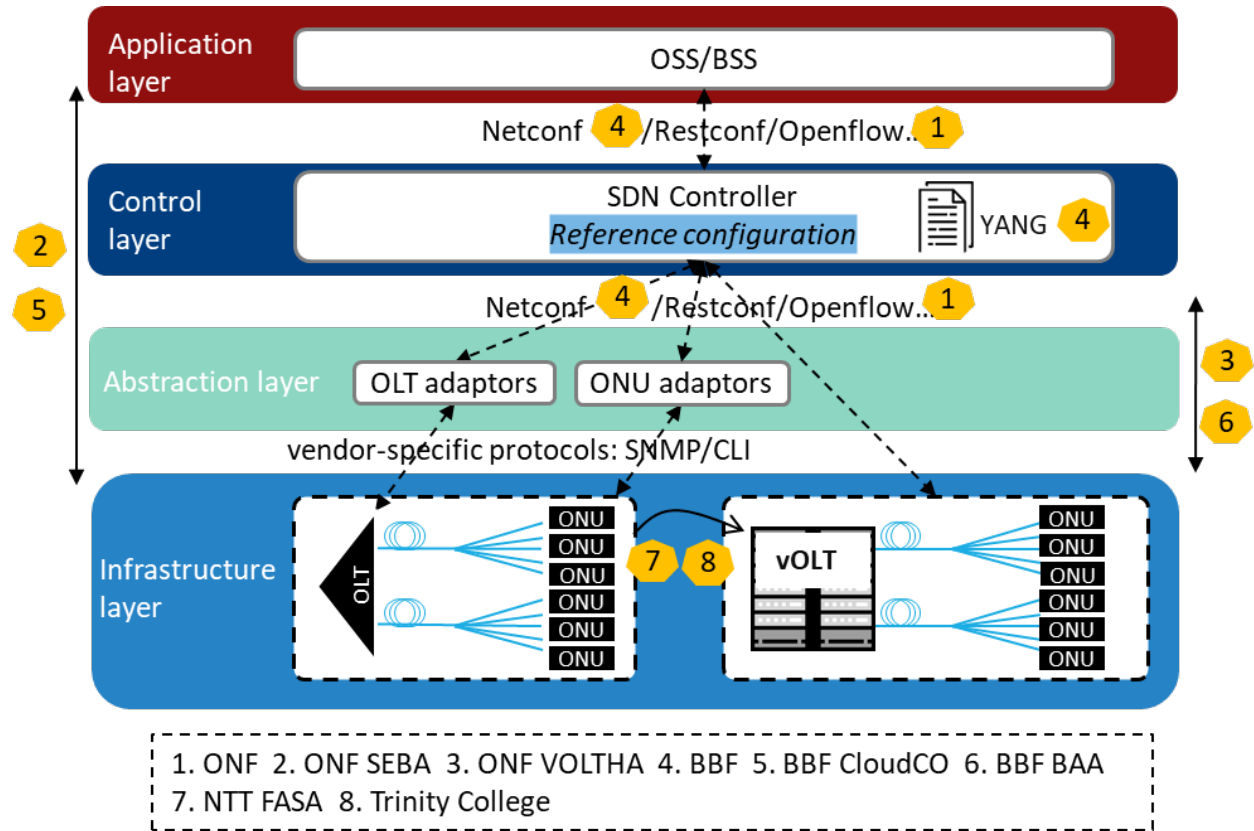 Application
layer
OSS/BSS
Netconf 4 /Restconf/Openflow... 1
Control
layer
SDN Controller
Reference configuration
YANG 4
2
5
Netconf 4 /Restconf/Openflow... 1
3
6
Abstraction layer
OLT adaptors
ONU adaptors
vendor-specific protocols: SNMP/CLI
Infrastructure
layer
OLT
ONU
ONU
ONU
ONU
ONU
ONU
7 8
vOLT
ONU
ONU
ONU
ONU
ONU
ONU
1. ONF 2. ONF SEBA 3. ONF VOLTHA 4. BBF 5. BBF CloudCO 6. BBF BAA
7. NTT FASA 8. Trinity College